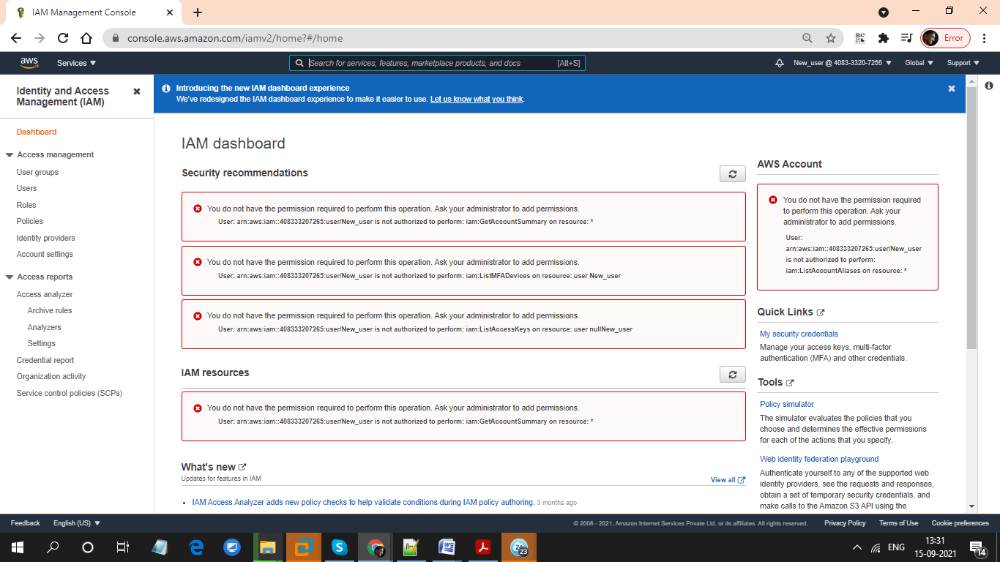 IAM Management Console
console.aws.amazon.com/iamv2/home?#/home
Error
aws
Services
Search for services, features, marketplace products, and docs
[Alt+S]
New_user @ 4083-3320-7265
Global
Support
Identity and Access
Management (IAM)
Dashboard
Access management
User groups
Users
Roles
Policies
Identity providers
Account settings
Access reports
Access analyzer
Archive rules
Analyzers
Settings
Credential report
Organization activity
Service control policies (SCPs)
Introducing the new IAM dashboard experience
We've redesigned the IAM dashboard experience to make it easier to use. Let us know what you think.
IAM dashboard
Security recommendations
You do not have the permission required to perform this operation. Ask your administrator to add permissions.
User: arn:aws:iam::408333207265:user/New_user is not authorized to perform: iam:GetAccountSummary on resource: *
You do not have the permission required to perform this operation. Ask your administrator to add permissions.
User: arn:aws:iam::408333207265:user/New_user is not authorized to perform: iam:ListMFADevices on resource: user New_user
You do not have the permission required to perform this operation. Ask your administrator to add permissions.
User: arn:aws:iam::408333207265:user/New_user is not authorized to perform: iam:ListAccessKeys on resource: user nullNew_user
IAM resources
You do not have the permission required to perform this operation. Ask your administrator to add permissions.
User: arn:aws:iam::408333207265:user/New_user is not authorized to perform: iam:GetAccountSummary on resource: *
What's new
Updates for features in IAM
View all
IAM Access Analyzer adds new policy checks to help validate conditions during IAM policy authoring. 3 months ago
AWS Account
You do not have the permission required
to perform this operation. Ask your
administrator to add permissions.
User:
arn:aws:iam::408333207265:user/New_user
is not authorized to perform:
iam:ListAccountAliases on resource: *
Quick Links
My security credentials
Manage your access keys, multi-factor
authentication (MFA) and other credentials.
Tools
Policy simulator
The simulator evaluates the policies that you
choose and determines the effective permissions
for each of the actions that you specify.
Web identity federation playground
Authenticate yourself to any of the supported web
identity providers, see the requests and responses,
obtain a set of temporary security credentials, and
make calls to the Amazon S3 API using the
Feedback
English (US)
© 2008 - 2021, Amazon Internet Services Private Ltd. or its affiliates. All rights reserved.
Privacy Policy
Terms of Use
Cookie preferences
ENG
13:31
15-09-2021
14